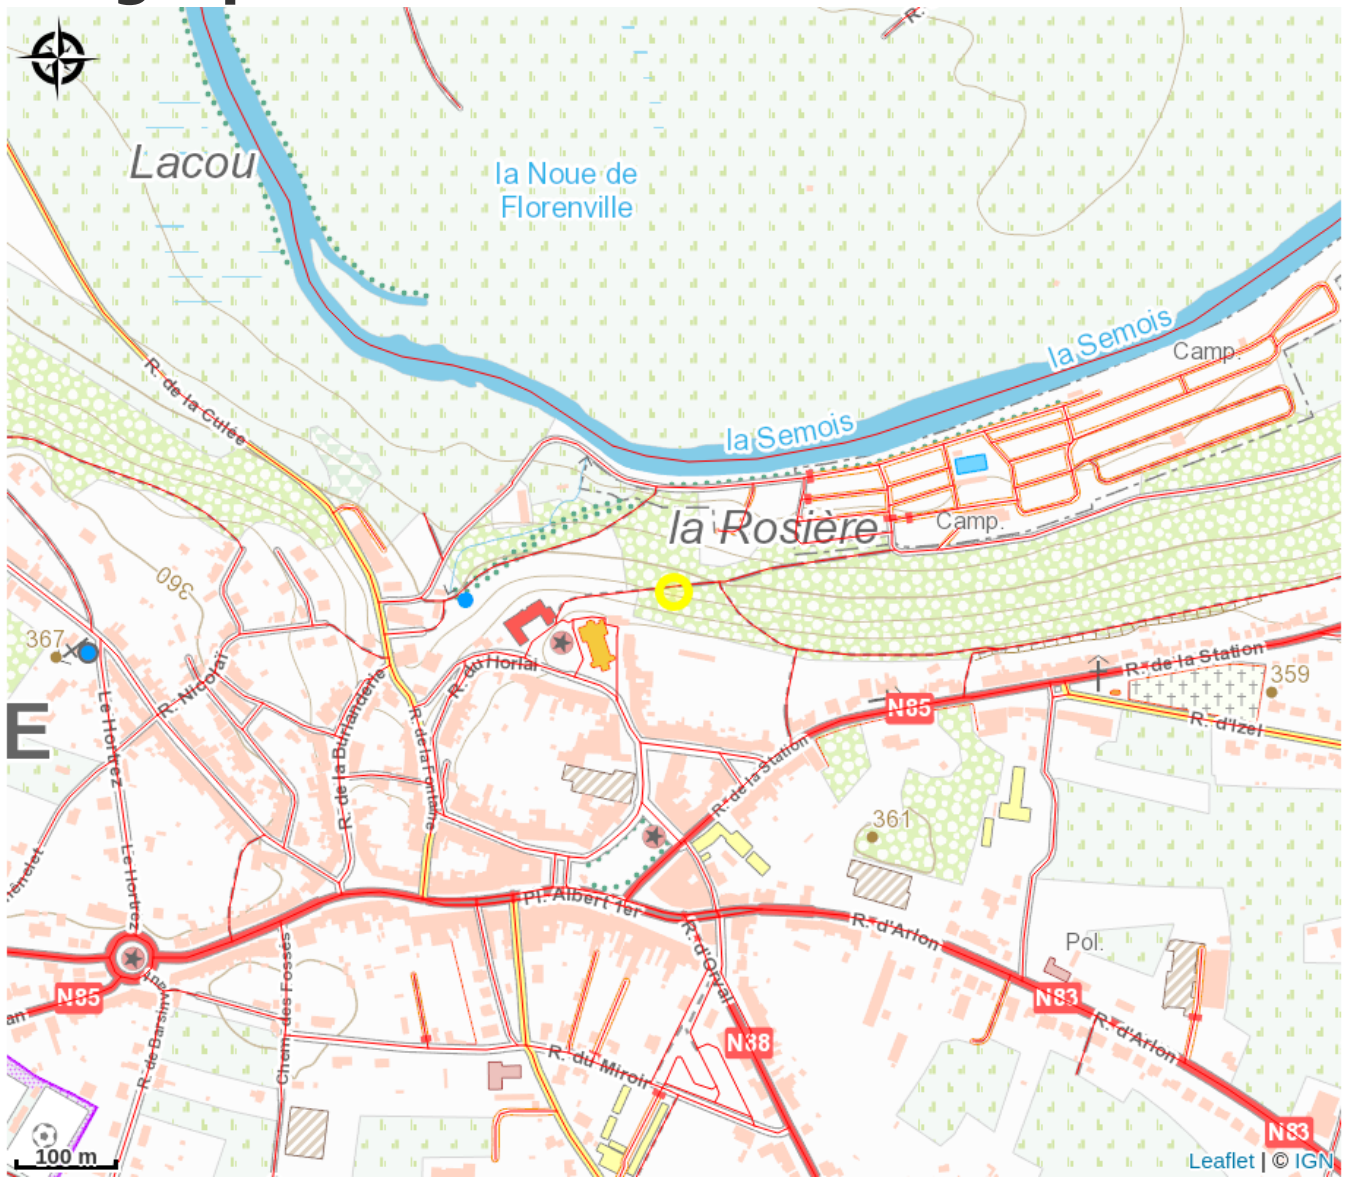 R.
Lacou
la Noue de
Florenville
la Semois
Camp.
R. de la Culée
la Semois
la Rosière
Camp.
360
367
R. du Horlai
R. Nicolaï
R. de la Station
359
Le Hortrez
R. de la Burlanderie
N85
R. d'Izel
E
R. de la Fontaine
R. de la Station
361
Le Hortrez
Pl. Albert 1er
R. d'Arlon
Pol.
R. d'Orval
N85
Chem. des Fossés
N83
an
R. de Barsinv
R. d'Arlon
N88
R. du Miroir
N83
100 m
Leaflet | © IGN